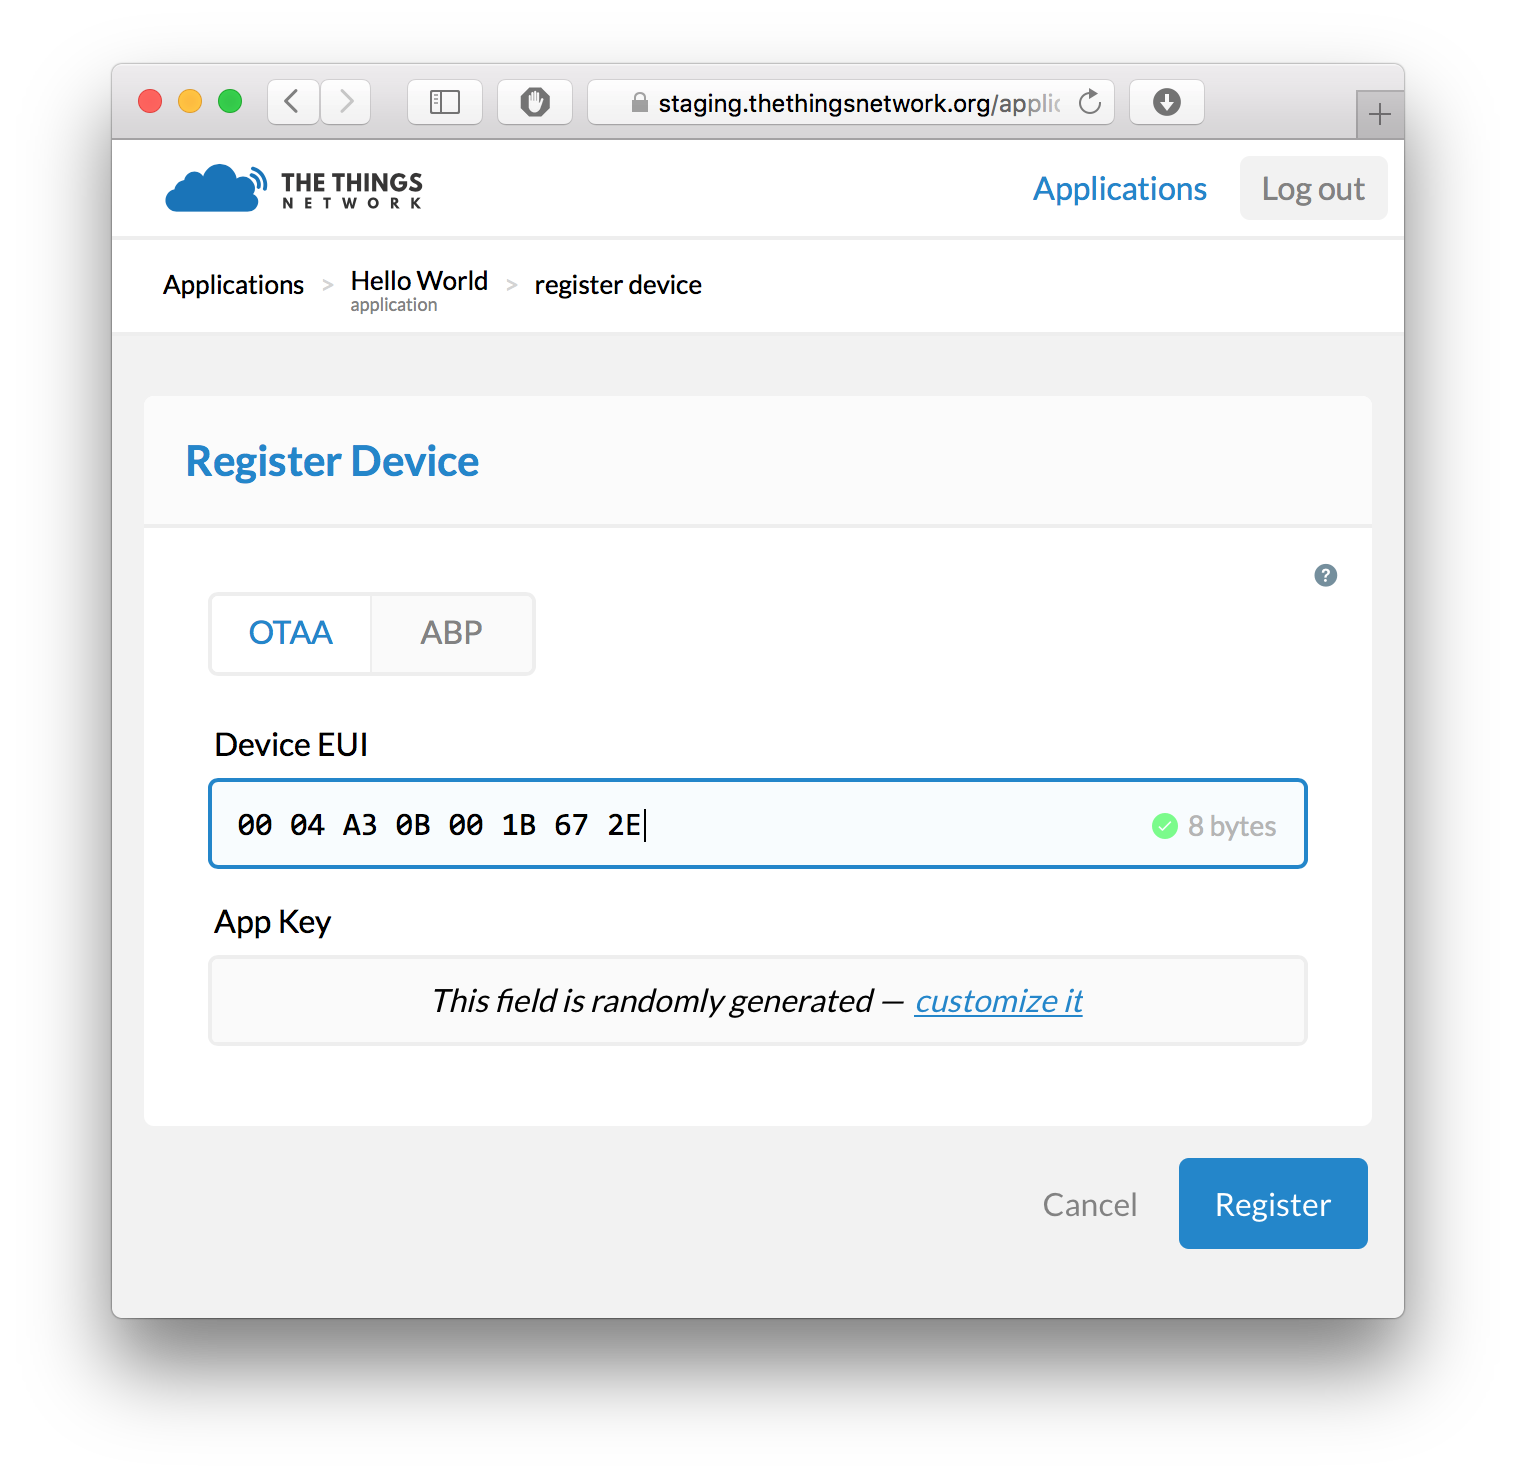 staging.thethingsnetwork.org/applic
THE THINGS
NETWORK
Applications
Log out
Applications > Hello World > register device
application
Register Device
?
OTAA
ABP
Device EUI
00 04 A3 0B 00 1B 67 2E
8 bytes
App Key
This field is randomly generated — customize it
Cancel
Register